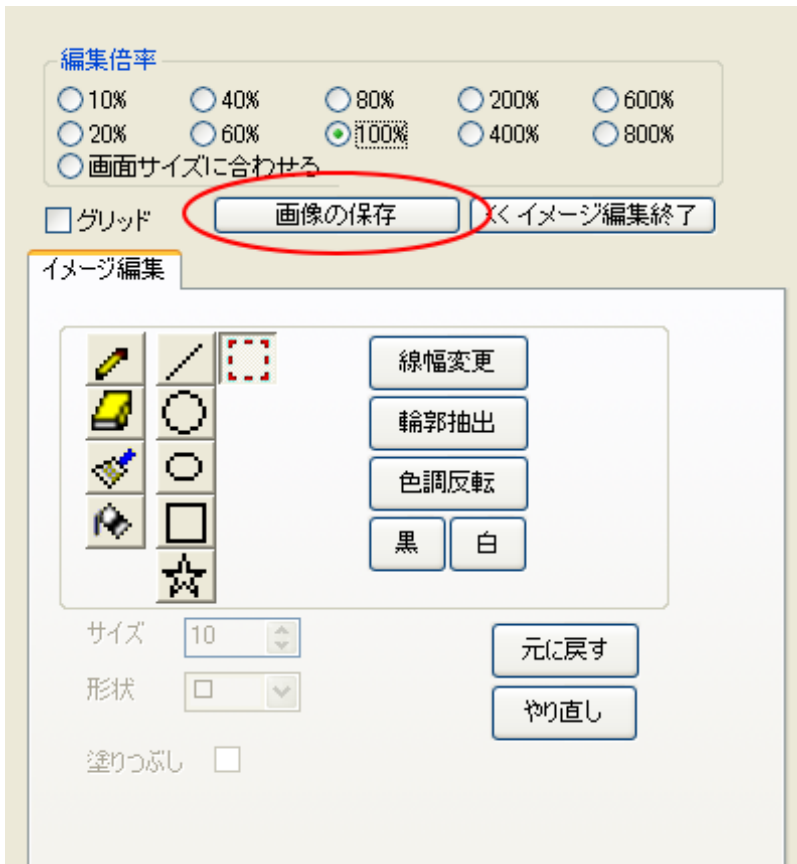 編集倍率
10% 40% 80% 200% 600%
20% 60% 100% 400% 800%
画面サイズに合わせる
グリッド 画像の保存 << イメージ編集終了
イメージ編集
線幅変更
輪郭抽出
色調反転
黒 白
サイズ 10
元に戻す
形状 □
やり直し
塗りつぶし